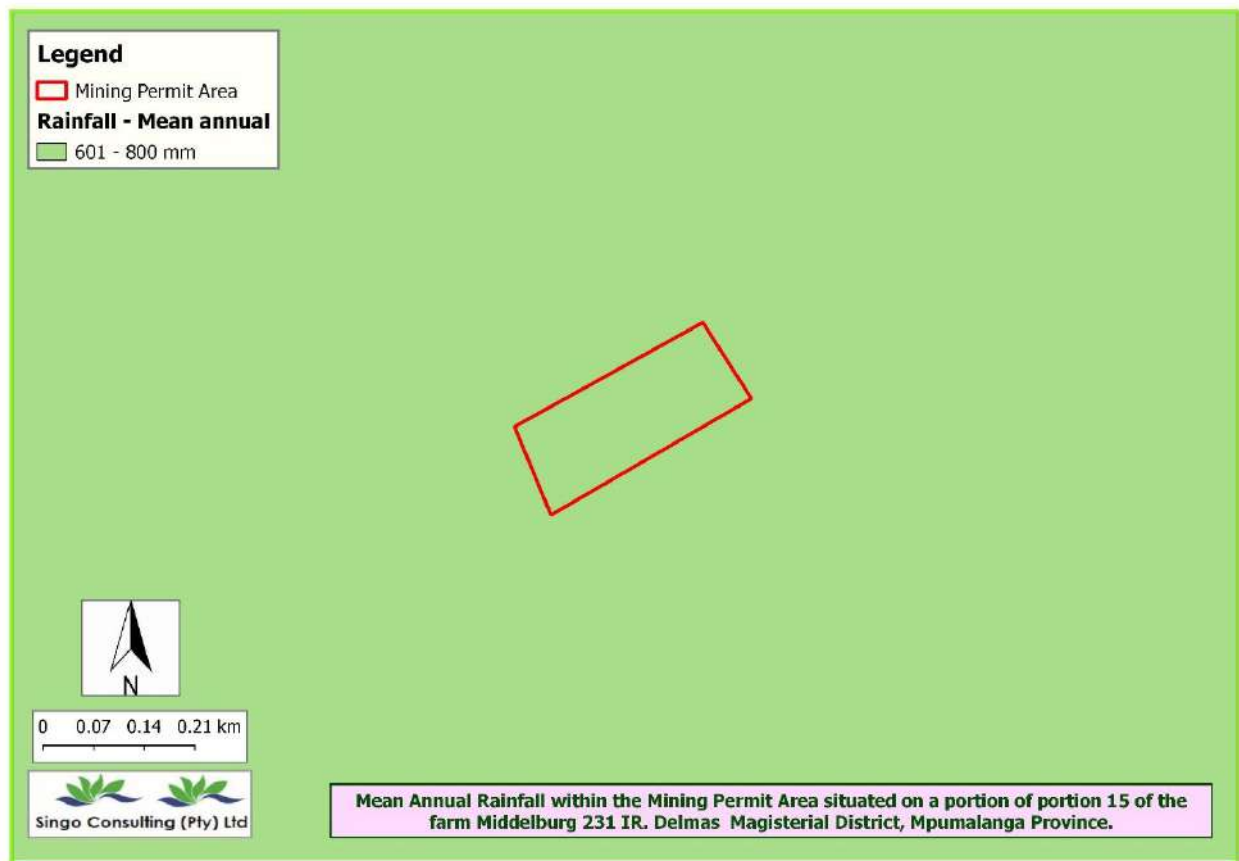 Legend
Mining Permit Area
Rainfall - Mean annual
601 - 800 mm
N
0 0.07 0.14 0.21 km
Singo Consulting (Pty) Ltd
Mean Annual Rainfall within the Mining Permit Area situated on a portion of portion 15 of the
farm Middelburg 231 IR. Delmas Magisterial District, Mpumalanga Province.